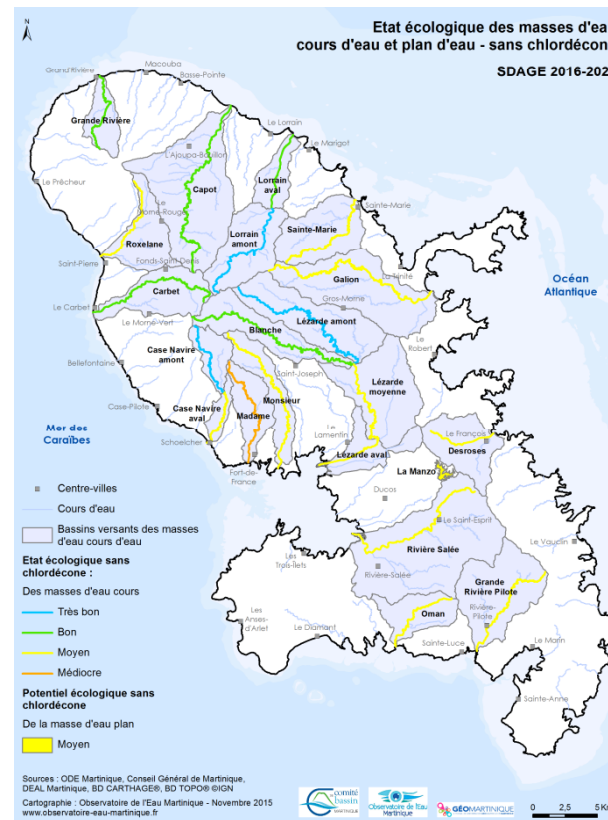 Etat écologique des masses d'eau
cours d'eau et plan d'eau - sans chlordécon
SDAGE 2016-202
N
Grand Rivière
Macouba
Basse-Pointe
Grande Rivière
L'Ajoupa-Bouillon
Le Lorrain
Le Marigot
Le Prêcheur
Capot
Lorrain
aval
Le
Morne-Rouge
Sainte-Marie
Lorrain
amont
Sainte-Marie
Roxelane
Saint-Pierre
Fonds-Saint-Denis
La Trinité
Galion
Océan
Atlantique
Carbet
Gros-Morne
Le Carbet
Le Morne-Vert
Lézarde amont
Blanche
Case Navire
amont
Le
Robert
Bellefontaine
Saint-Joseph
Lézarde
moyenne
Monsieur
Case-Pilote
Case Navire
aval
Madame
Mer des
Caraïbes
Le
Lamentin
Le François
Schoelcher
Desroses
Lézarde aval
Fort-de-
France
La Manzo
Ducos
Le Saint-Esprit
Le Vauclin
Rivière Salée
Les
Trois-Îlets
Rivière-Salée
Grande
Rivière Pilote
Les
Anses-
d'Arlet
Oman
Rivière-
Pilote
Le Diamant
Sainte-Luce
Le Marin
Sainte-Anne
Centre-villes
Cours d'eau
Bassins versants des masses
d'eau cours d'eau
Etat écologique sans
chlordécone :
Des masses d'eau cours
Très bon
Bon
Moyen
Médiocre
Potentiel écologique sans
chlordécone
De la masse d'eau plan
Moyen
Sources : ODE Martinique, Conseil Général de Martinique,
DEAL Martinique, BD CARTHAGE®, BD TOPO® ©IGN
Cartographie : Observatoire de l'Eau Martinique - Novembre 2015
www.observatoire-eau-martinique.fr
comité
bassin
MARTINIQUE
Observatoire de l'Eau
Martinique
GÉOMARTINIQUE
0 2,5 5 K